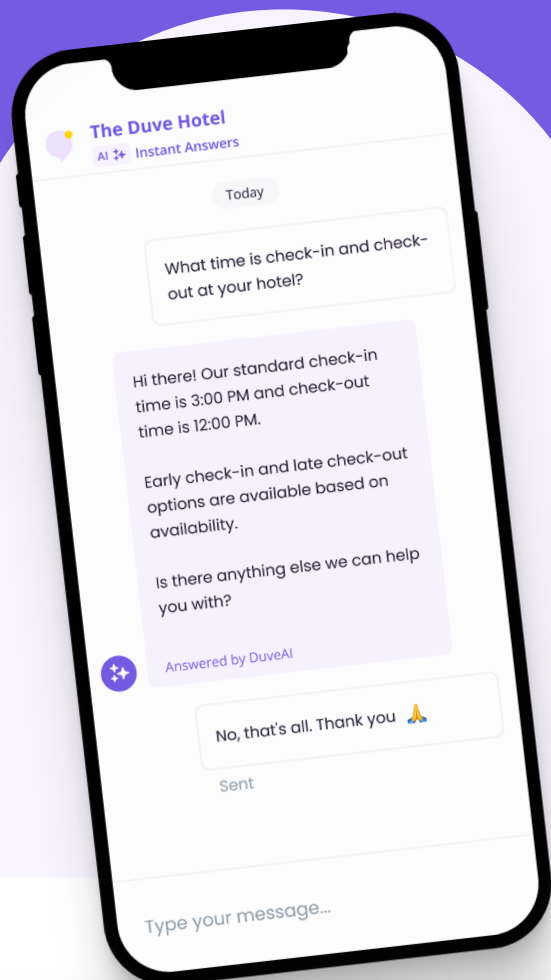 The Duve Hotel
AI Instant Answers
Today
What time is check-in and check-
out at your hotel?
Hi there! Our standard check-in
time is 3:00 PM and check-out
time is 12:00 PM.
Early check-in and late check-out
options are available based on
availability.
Is there anything else we can help
you with?
Answered by DuveAI
No, that's all. Thank you 🙏
Sent
Type your message...